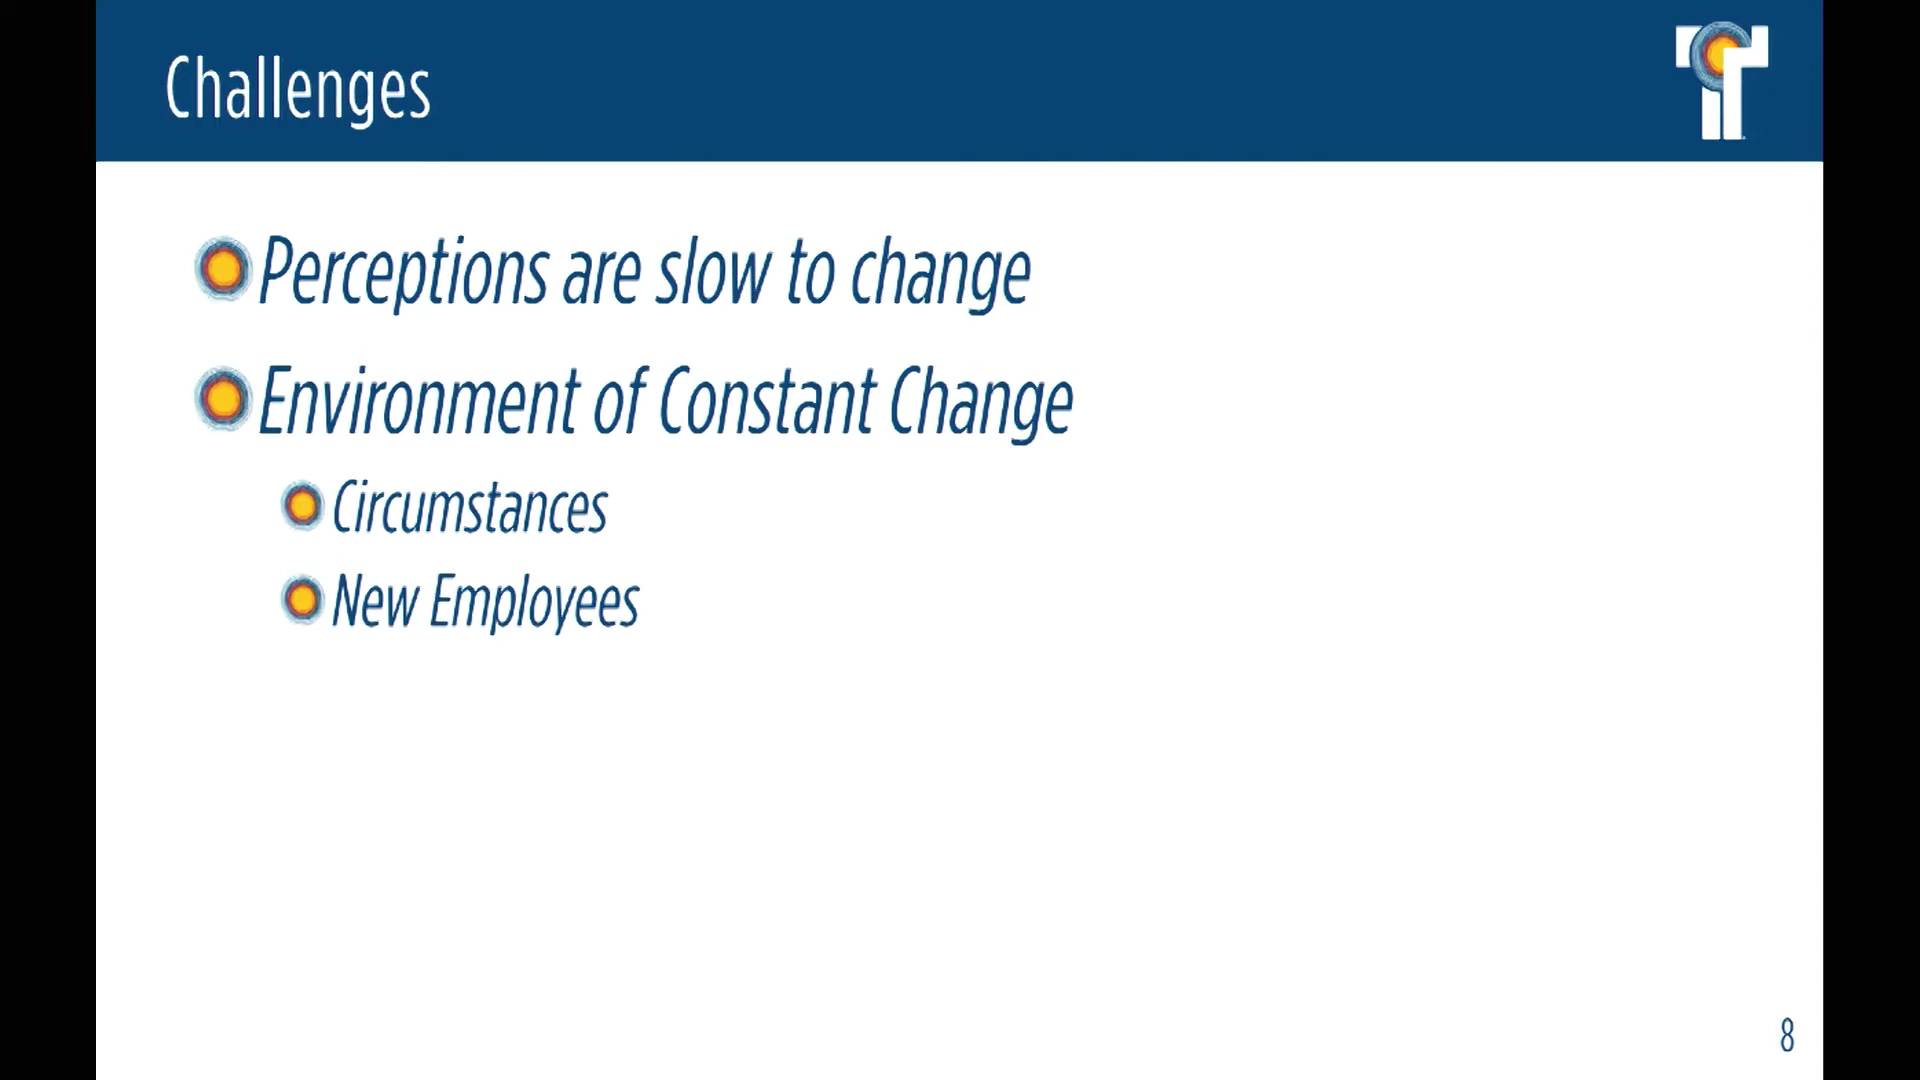 Challenges
Perceptions are slow to change
Environment of Constant Change
Circumstances
New Employees
8